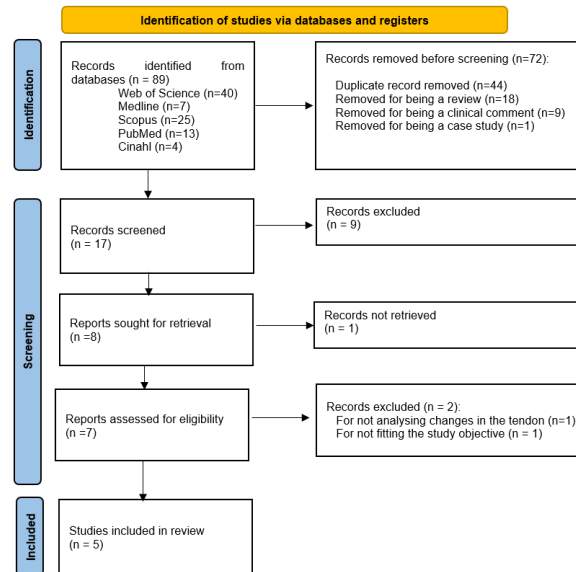 Identification of studies via databases and registers
Identification
Records identified from
databases (n = 89)
Web of Science (n=40)
Medline (n=7)
Scopus (n=25)
PubMed (n=13)
Cinahl (n=4)
Records removed before screening (n=72):
Duplicate record removed (n=44)
Removed for being a review (n=18)
Removed for being a clinical comment (n=9)
Removed for being a case study (n=1)
Screening
Records screened
(n = 17)
Records excluded
(n = 9)
Reports sought for retrieval
(n =8)
Records not retrieved
(n = 1)
Reports assessed for eligibility
(n =7)
Records excluded (n = 2):
For not analysing changes in the tendon (n=1)
For not fitting the study objective (n = 1)
Included
Studies included in review
(n = 5)